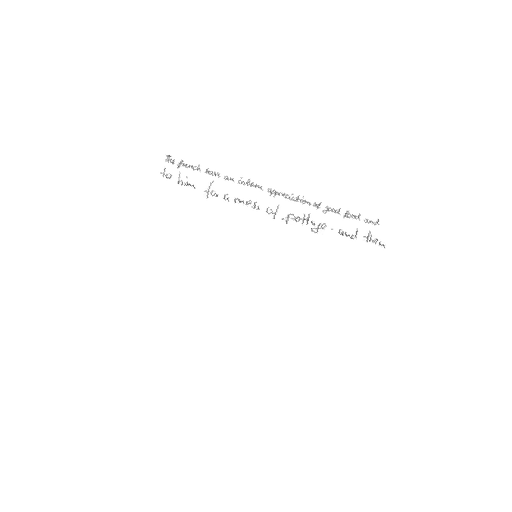 The french have an intense appreciation of good food and
to him for a mess of pottage. and then